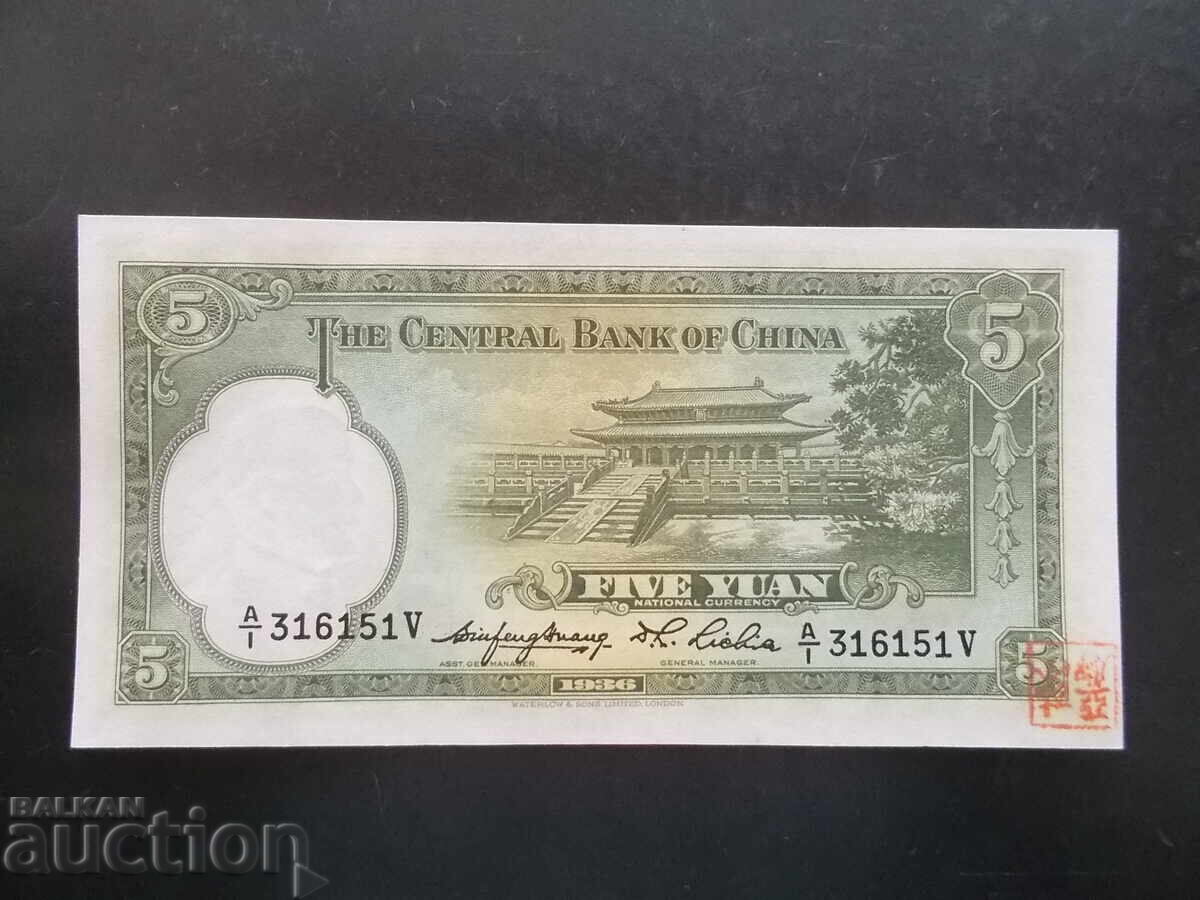 5 5
THE CENTRAL BANK OF CHINA
FIVE YUAN
NATIONAL CURRENCY
A/1 316151 V A/1 316151 V
ASST. GEN. MANAGER. GENERAL MANAGER.
5 5
1936
WATERLOW & SONS LIMITED, LONDON
BALKAN
auction